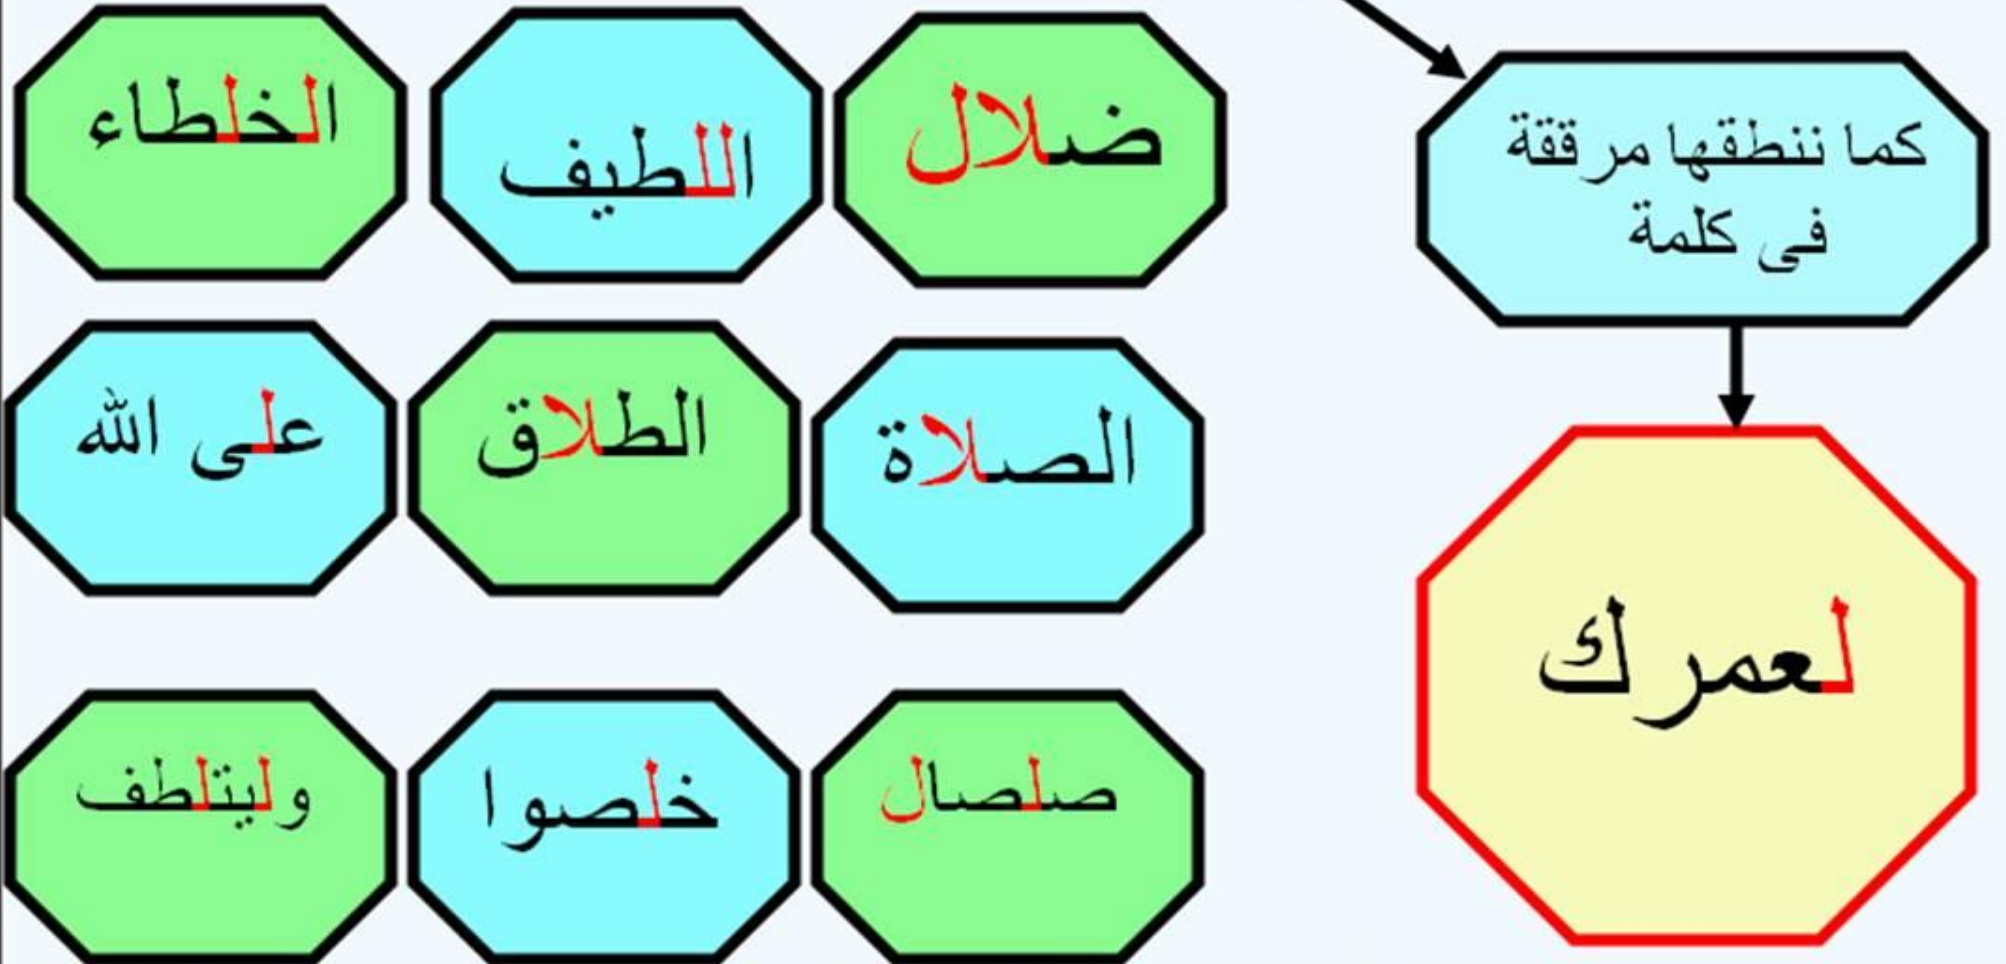 كما ننطقها مرققة
فى كلمة
لعمرك
ضلال
اللطيف
الخلطاء
الصلاة
الطلاق
على الله
صلصال
خلصوا
وليتلطف